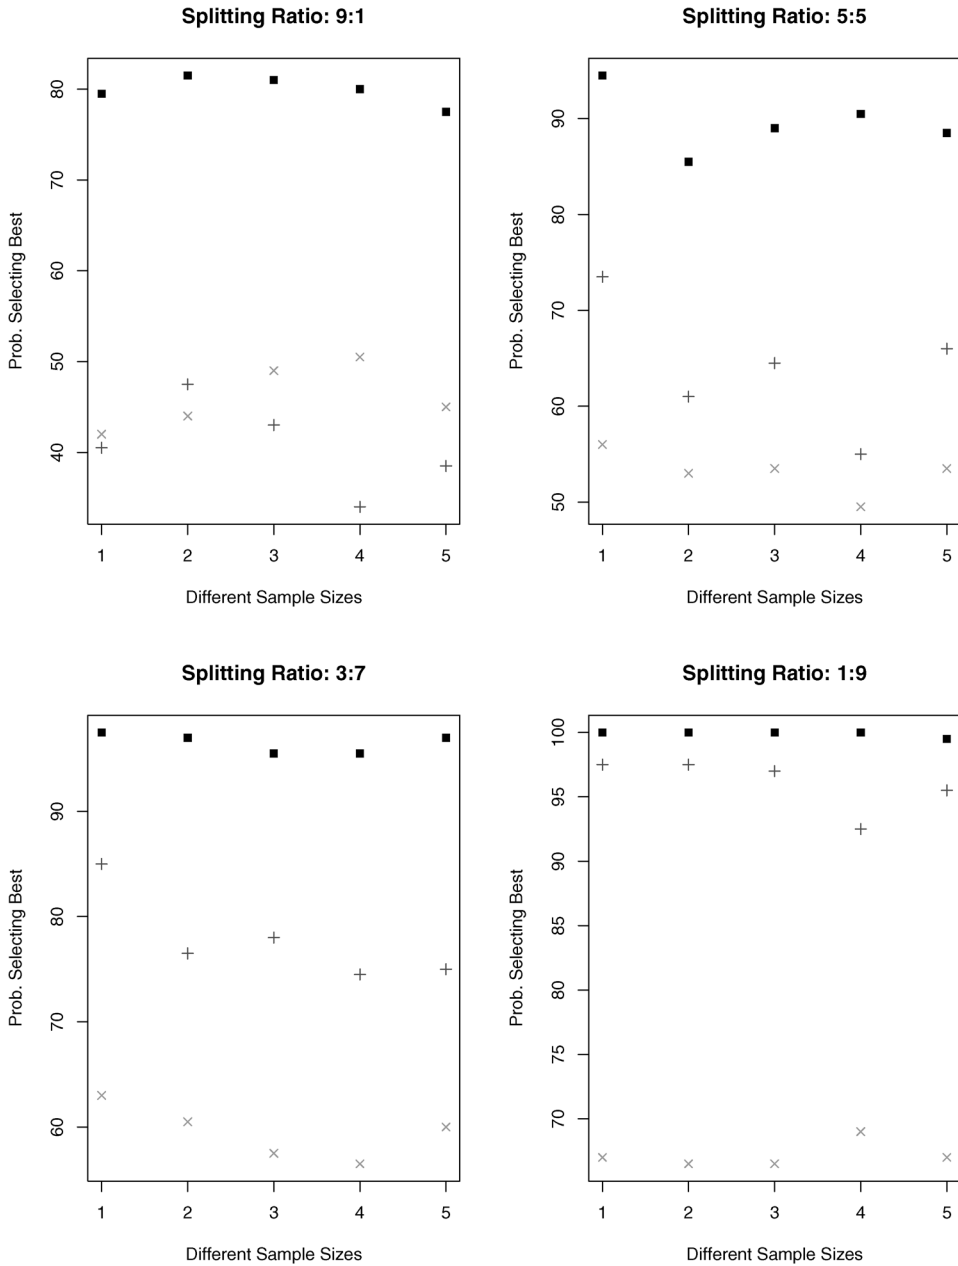 Splitting Ratio: 9:1
Prob. Selecting Best
80
70
60
50
40
1 2 3 4 5
Different Sample Sizes
Splitting Ratio: 5:5
Prob. Selecting Best
90
80
70
60
50
1 2 3 4 5
Different Sample Sizes
Splitting Ratio: 3:7
Prob. Selecting Best
90
80
70
60
1 2 3 4 5
Different Sample Sizes
Splitting Ratio: 1:9
Prob. Selecting Best
100
95
90
85
80
75
70
1 2 3 4 5
Different Sample Sizes